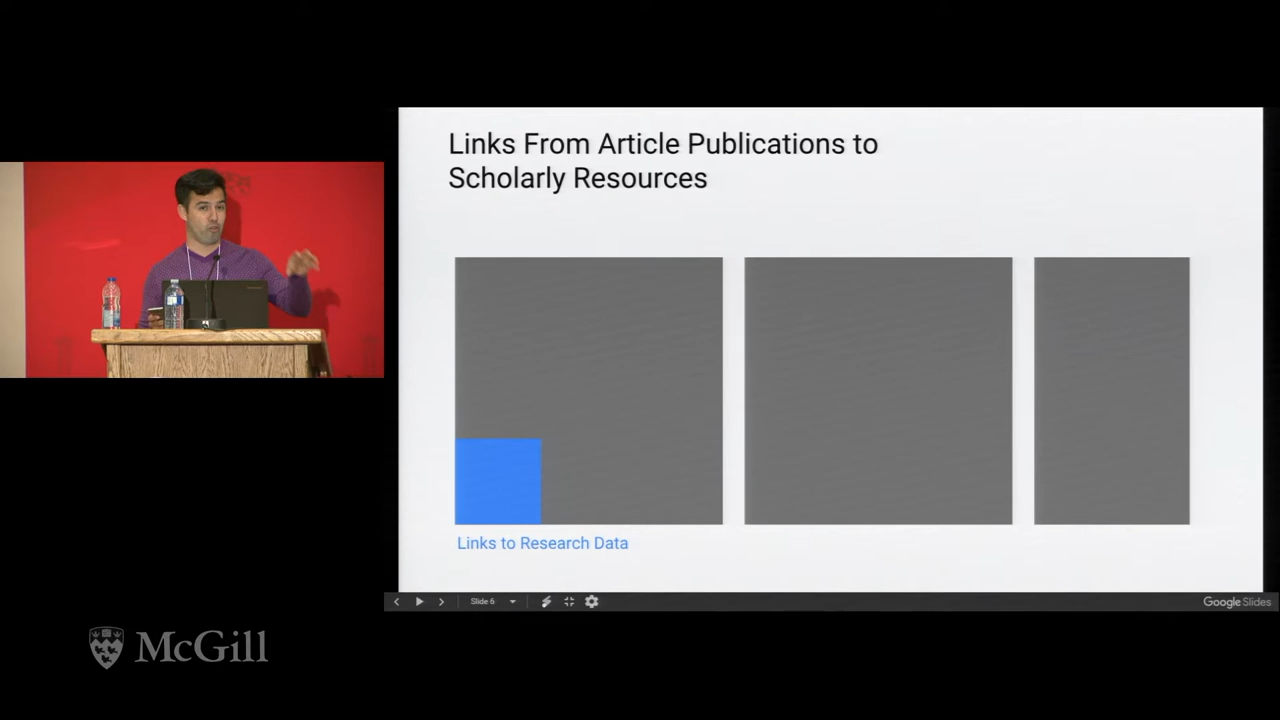 Links From Article Publications to
Scholarly Resources
Links to Research Data
Slide 6
Google Slides
McGill